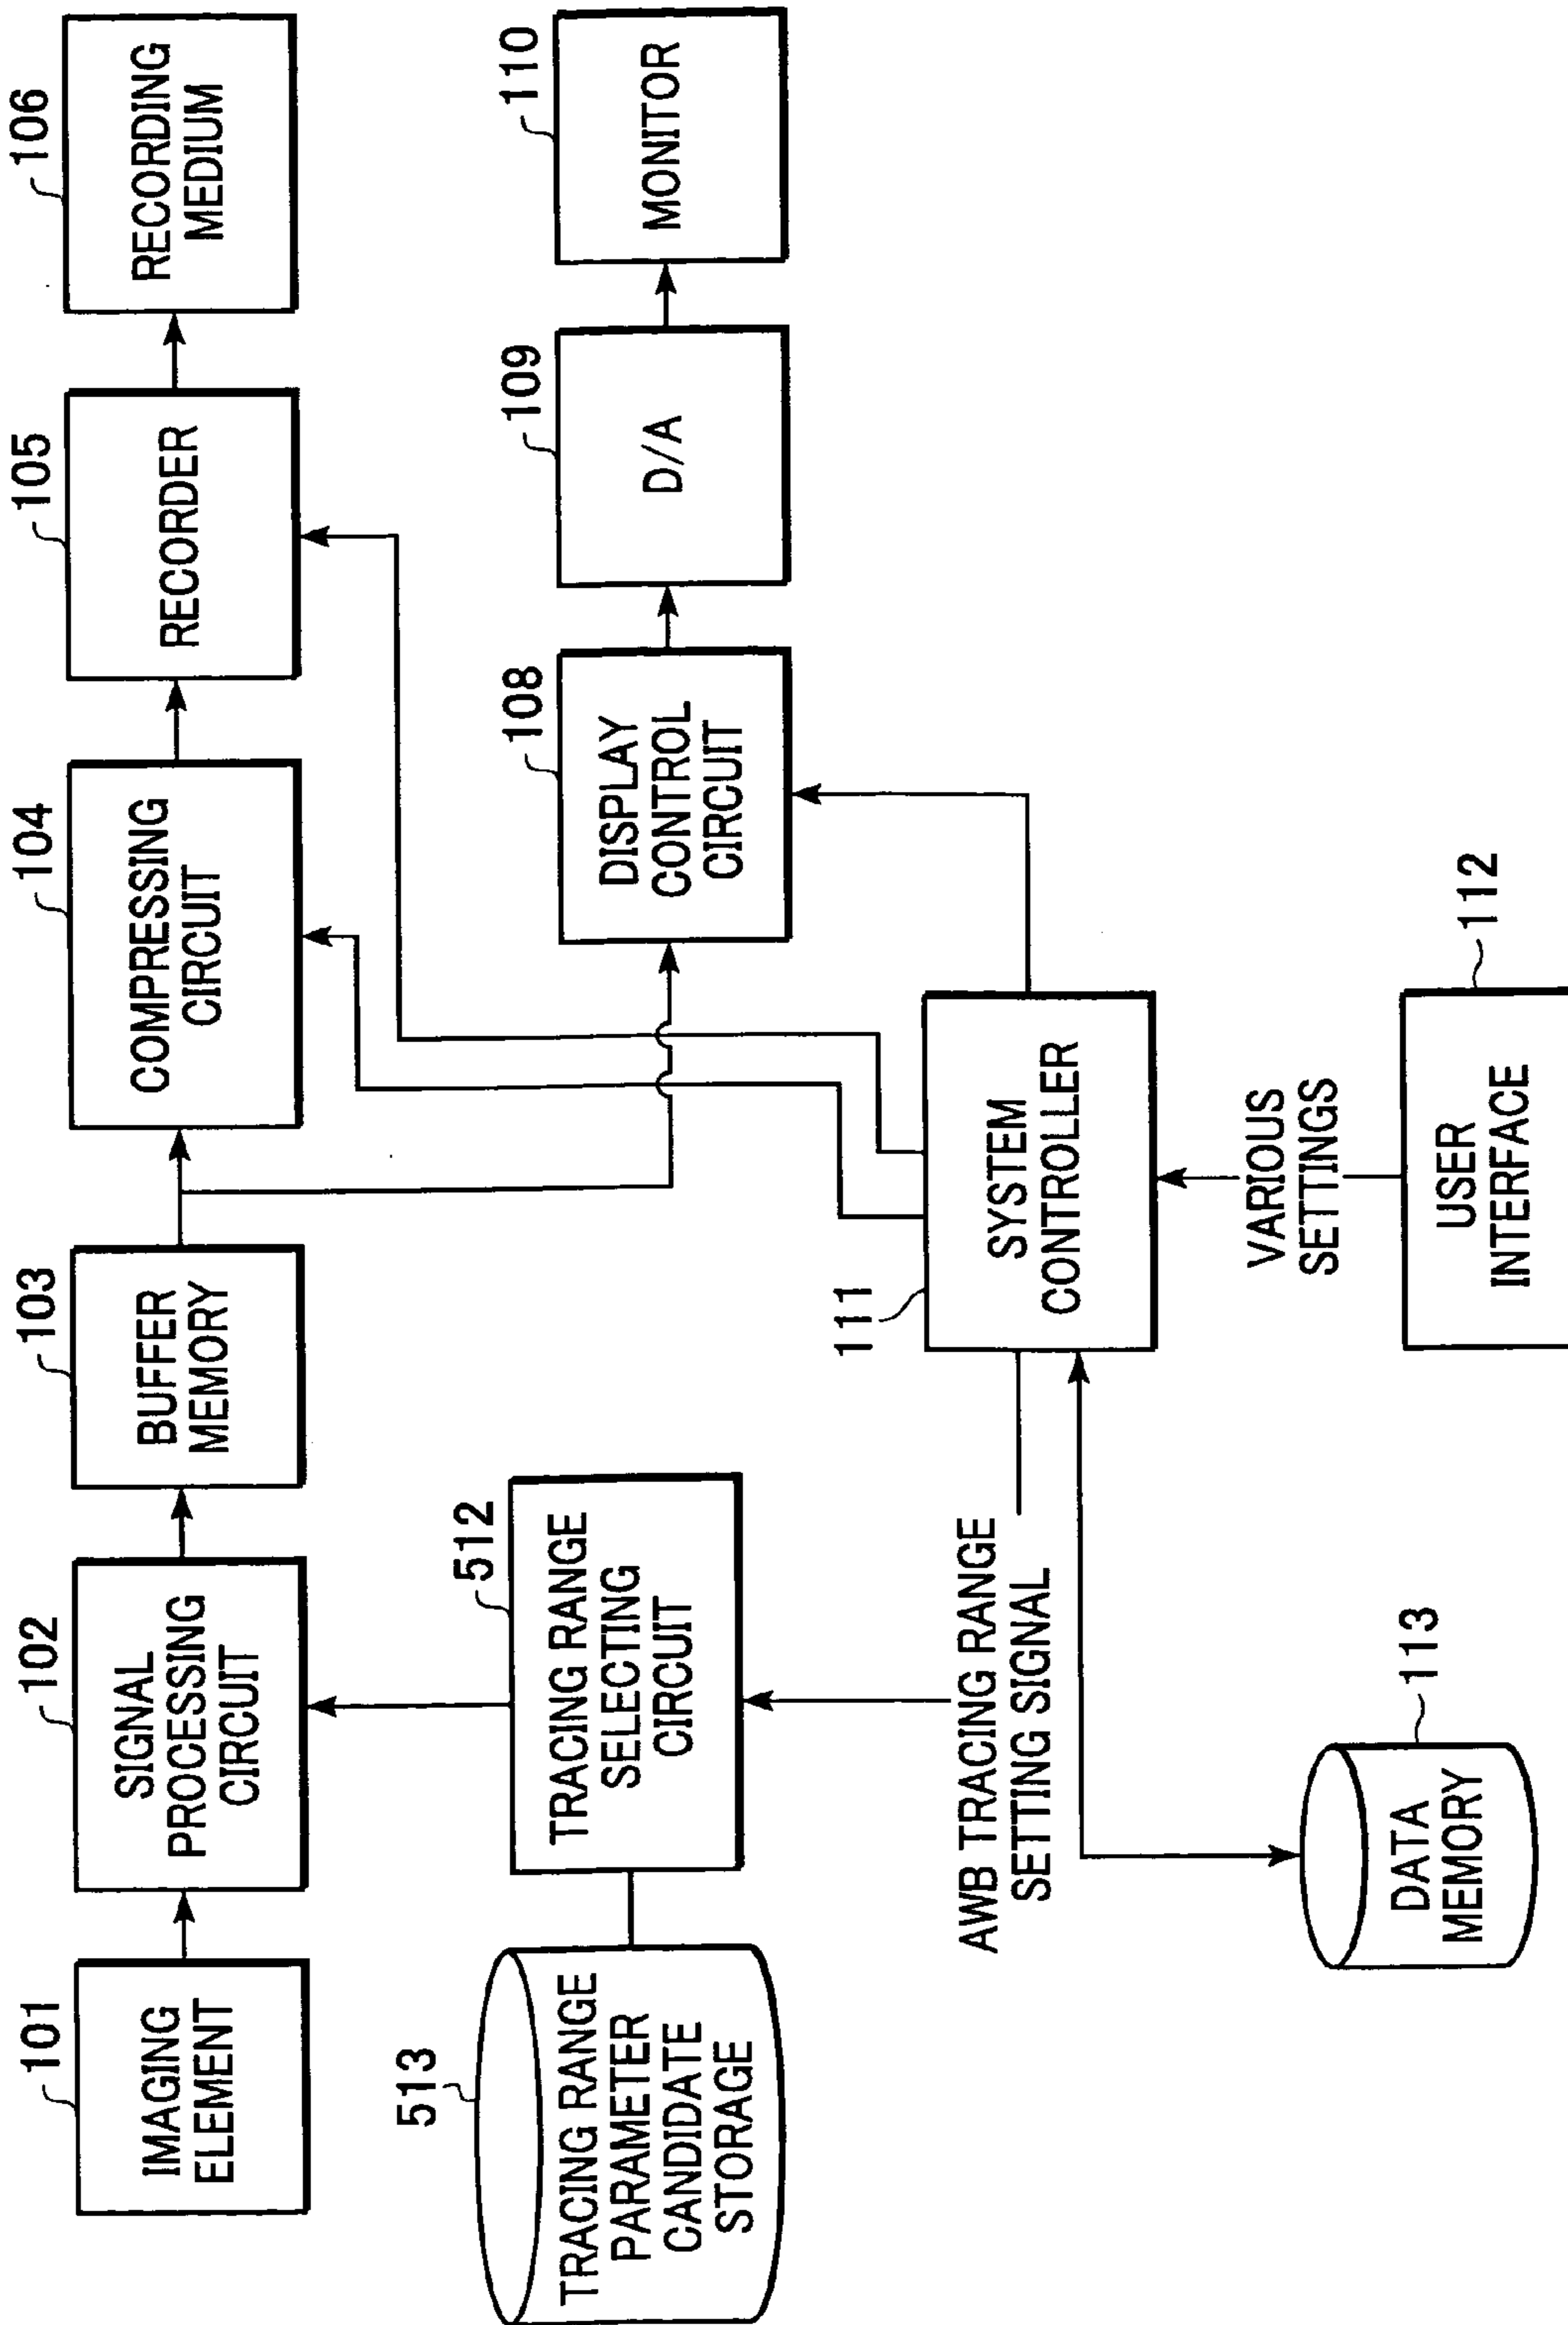 101
IMAGING
ELEMENT
102
SIGNAL
PROCESSING
CIRCUIT
103
BUFFER
MEMORY
104
COMPRESSING
CIRCUIT
105
RECORDER
106
RECORDING
MEDIUM
513
TRACING RANGE
PARAMETER
CANDIDATE
STORAGE
512
TRACING RANGE
SELECTING
CIRCUIT
108
DISPLAY
CONTROL
CIRCUIT
109
D/A
110
MONITOR
AWB TRACING RANGE
SETTING SIGNAL
111
SYSTEM
CONTROLLER
113
DATA
MEMORY
VARIOUS
SETTINGS
112
USER
INTERFACE